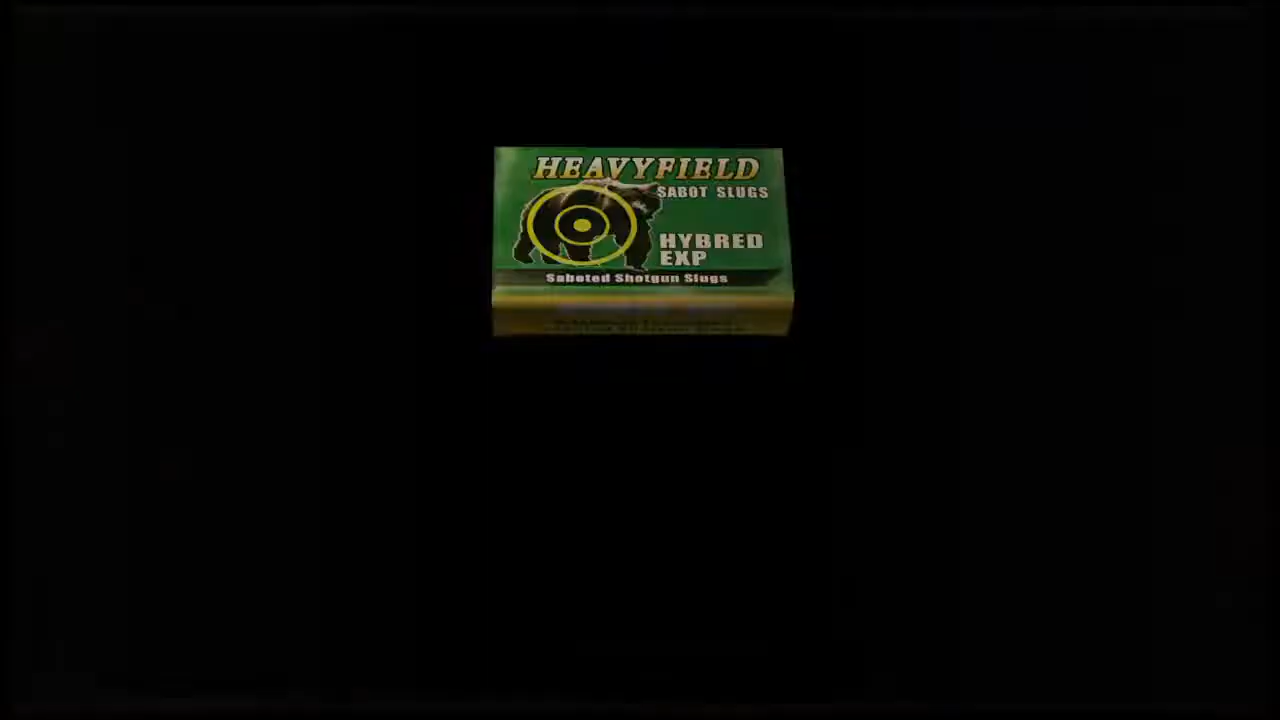 HEAVYFIELD
SABOT SLUGS
HYBRED
EXP
Saboted Shotgun Slugs